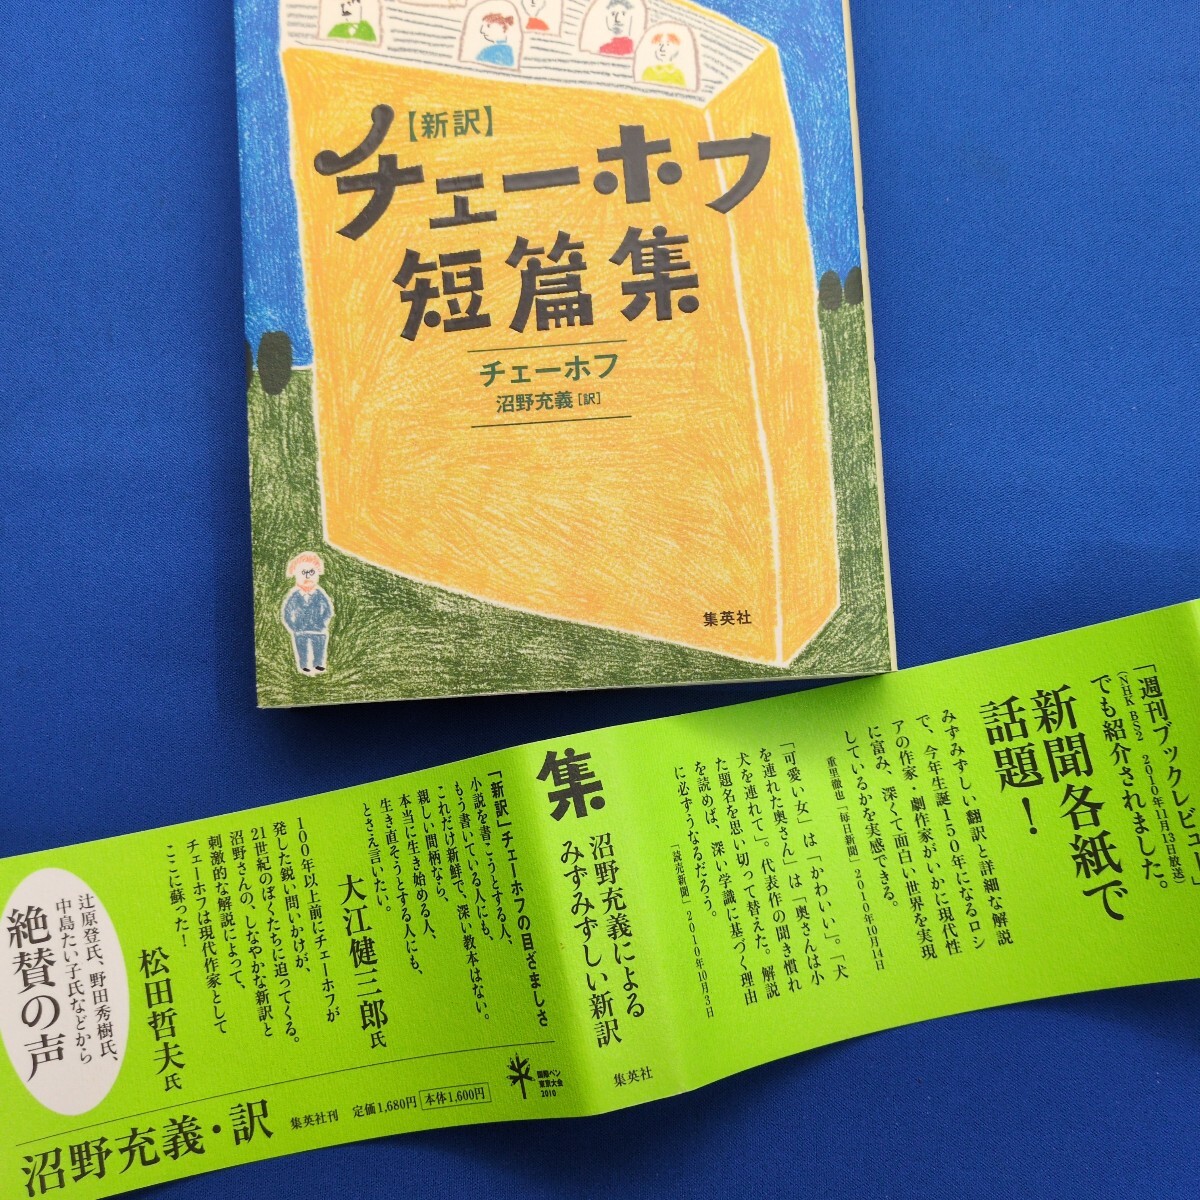 【新訳】
チェーホフ
短篇集
チェーホフ
沼野充義[訳]
集英社
「週刊ブックレビュー」
(NHK BS2 2010年11月13日放送)
でも紹介されました。
新聞各紙で
話題!
みずみずしい翻訳と詳細な解説
で、今年生誕150年になるロシ
アの作家・劇作家がいかに現代性
に富み、深くて面白い世界を実現
しているかを実感できる。
重里徹也「毎日新聞」2010年10月14日
「可愛い女」は「かわいい」。「犬
を連れた奥さん」は「奥さんは小
犬を連れて」。代表作の聞き慣れ
た題名を思い切って替えた。解説
を読めば、深い学識に基づく理由
に必ずうなるだろう。
「読売新聞」2010年10月3日
集
沼野充義による
みずみずしい新訳
集英社
「新訳」チェーホフの目ざましさ
小説を書こうとする人、
もう書いている人にも、
これだけ新鮮で、深い教本はない。
親しい間柄なら、
本当に生き始める人、
生き直そうとする人にも、
とさえ言いたい。
大江健三郎氏
100年以上前にチェーホフが
発した鋭い問いかけが、
21世紀のぼくたちに迫ってくる。
沼野さんの、しなやかな新訳と
刺激的な解説によって、
チェーホフは現代作家として
ここに蘇った!
松田哲夫氏
辻原登氏、野田秀樹氏、
中島たい子氏などから
絶賛の声
国際ペン
東京大会
2010
沼野充義・訳
集英社刊 定価1,680円 本体1,600円